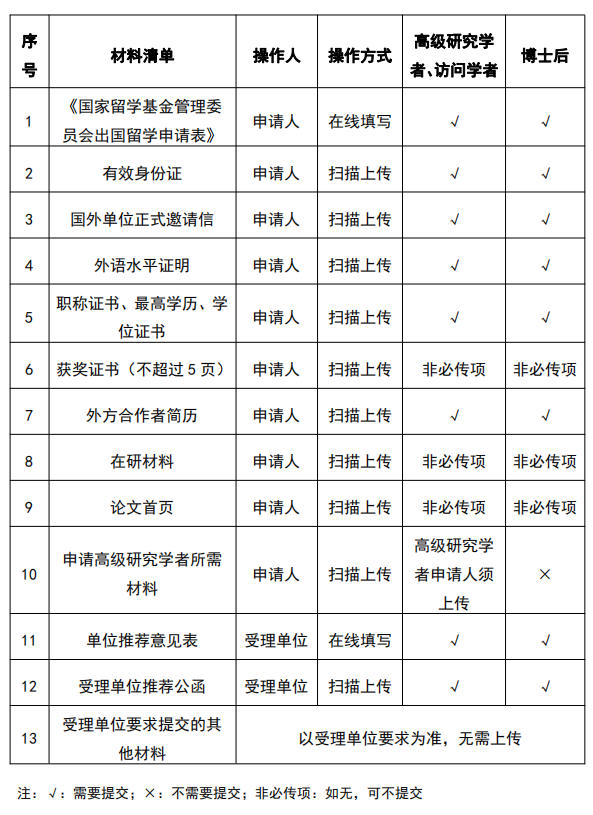 序号 材料清单 操作人 操作方式 高级研究学者、访问学者 博士后
1 《国家留学基金管理委员会出国留学申请表》 申请人 在线填写 √ √
2 有效身份证 申请人 扫描上传 √ √
3 国外单位正式邀请信 申请人 扫描上传 √ √
4 外语水平证明 申请人 扫描上传 √ √
5 职称证书、最高学历、学位证书 申请人 扫描上传 √ √
6 获奖证书（不超过5页） 申请人 扫描上传 非必传项 非必传项
7 外方合作者简历 申请人 扫描上传 √ √
8 在研材料 申请人 扫描上传 非必传项 非必传项
9 论文首页 申请人 扫描上传 非必传项 非必传项
10 申请高级研究学者所需材料 申请人 扫描上传 高级研究学者申请人须上传 ×
11 单位推荐意见表 受理单位 在线填写 √ √
12 受理单位推荐公函 受理单位 扫描上传 √ √
13 受理单位要求提交的其他材料 以受理单位要求为准，无需上传
注：√：需要提交；×：不需要提交；非必传项：如无，可不提交